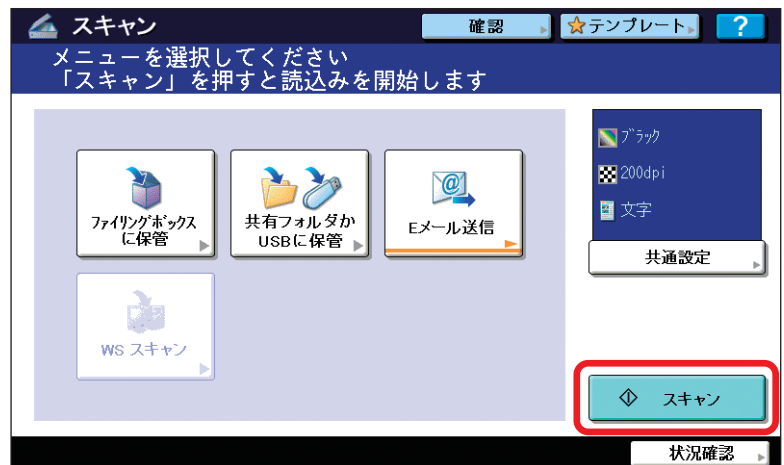 スキャン
確認
テンプレート
?
メニューを選択してください
「スキャン」を押すと読込みを開始します
ファイリングボックス
に保管
共有フォルダか
USBに保管
@
Eメール送信
WS スキャン
ブラック
200dpi
文字
共通設定
スキャン
状況確認